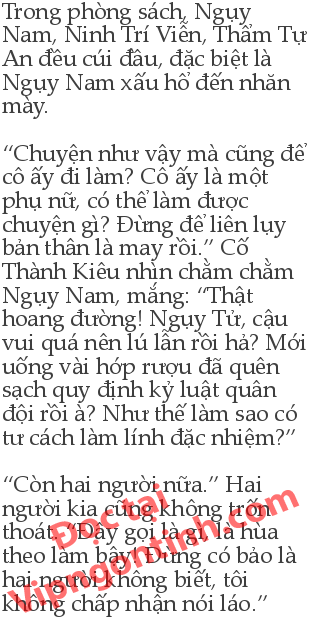 Trong phòng sách, Ngụy
Nam, Ninh Trí Viễn, Thẩm Tự
An đều cúi đầu, đặc biệt là
Ngụy Nam xấu hổ đến nhăn
mày.
“Chuyện như vậy mà cũng để
cô ấy đi làm? Cô ấy là một
phụ nữ, có thể làm được
chuyện gì? Đừng để liên lụy
bản thân là may rồi.” Cố
Thành Kiêu nhìn chằm chằm
Ngụy Nam, mắng: “Thật
hoang đường! Ngụy Tử, cậu
vui quá nên lú lẫn rồi hả? Mới
uống vài hớp rượu đã quên
sạch quy định kỷ luật quân
đội rồi à? Như thế làm sao có
tư cách làm lính đặc nhiệm?”
“Còn hai người nữa.” Hai
người kia cũng không trốn
thoát. “Đây gọi là gì, là hùa
theo làm bậy! Đừng có bảo là
hai người không biết, tôi
không chấp nhận nói láo.”
Đọc tại
Vipngontinh.com